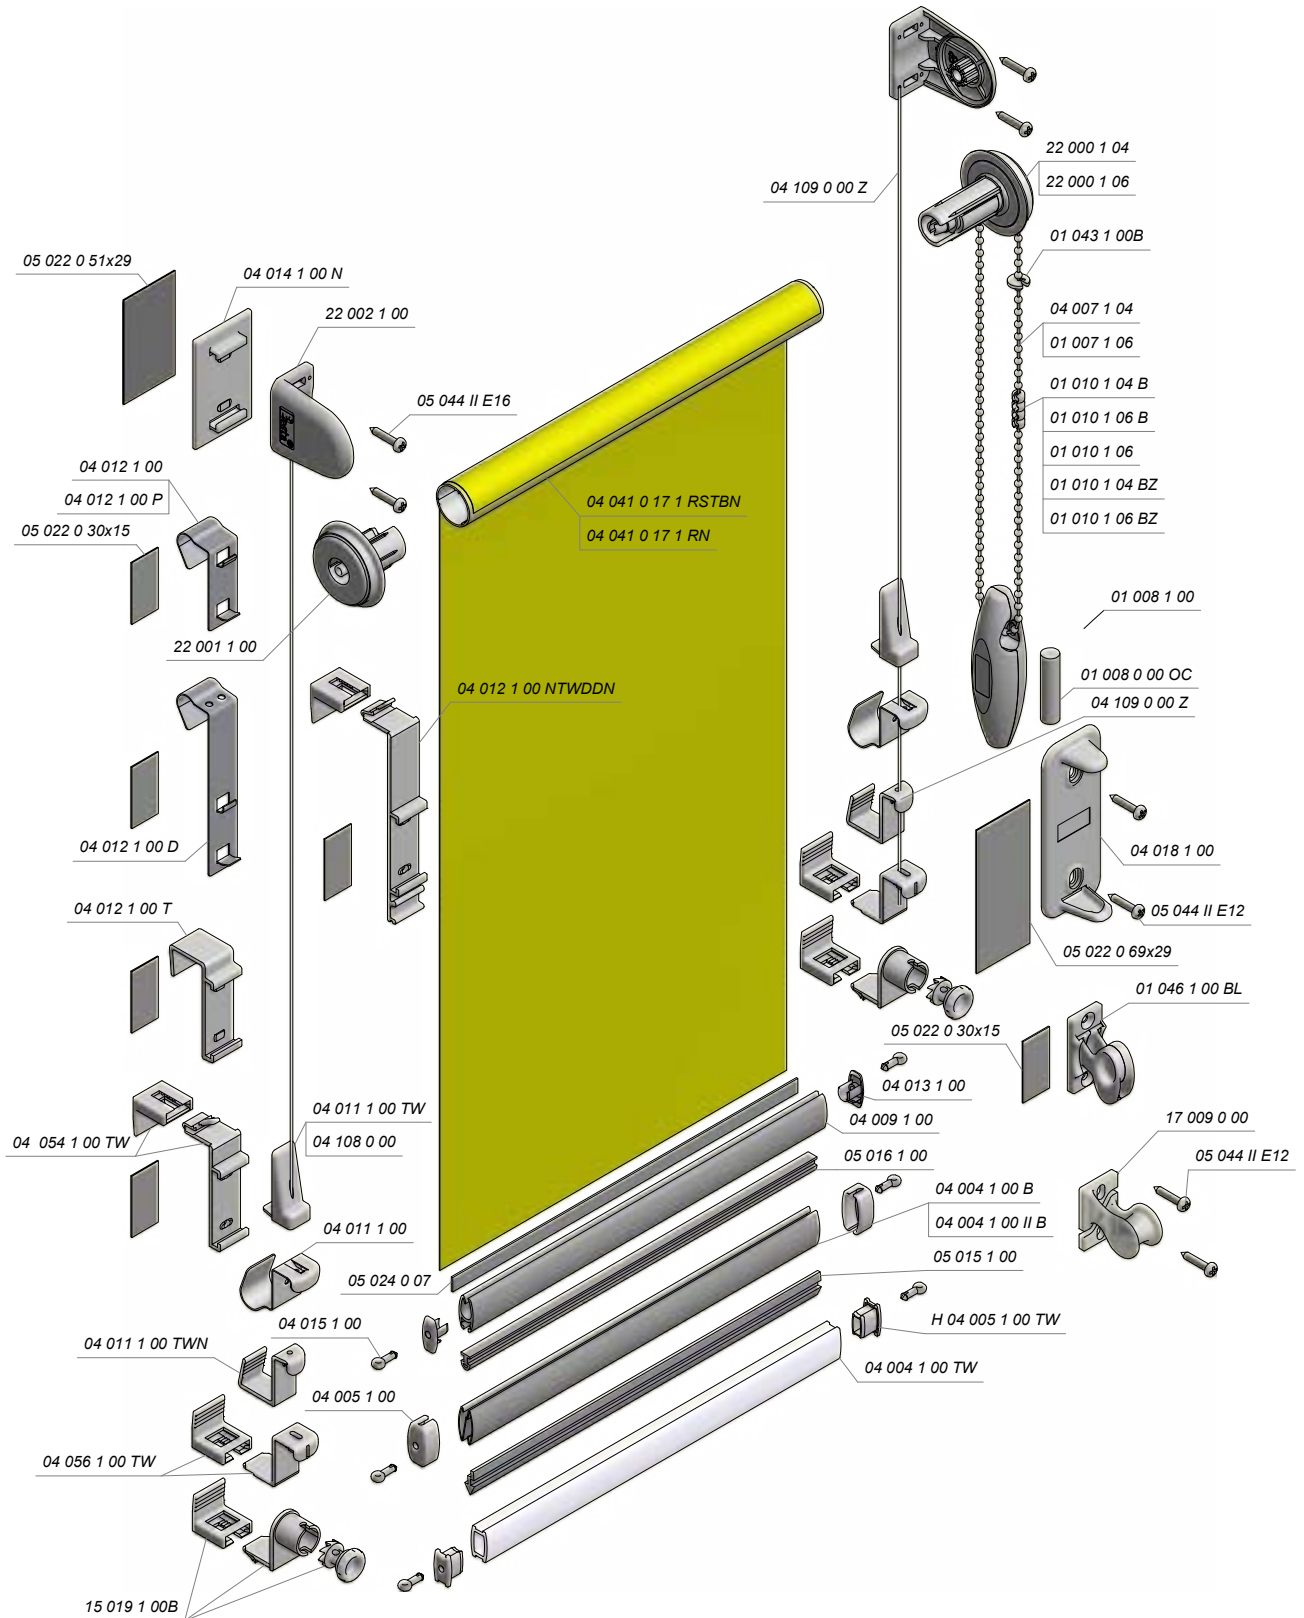 22 000 1 04
22 000 1 06
04 109 0 00 Z
01 043 1 00B
05 022 0 51x29
04 014 1 00 N
22 002 1 00
04 007 1 04
01 007 1 06
05 044 II E16
01 010 1 04 B
01 010 1 06 B
01 010 1 06
01 010 1 04 BZ
01 010 1 06 BZ
04 012 1 00
04 012 1 00 P
05 022 0 30x15
04 041 0 17 1 RSTBN
04 041 0 17 1 RN
01 008 1 00
22 001 1 00
01 008 0 00 OC
04 109 0 00 Z
04 012 1 00 NTWDDN
04 012 1 00 D
04 018 1 00
04 012 1 00 T
05 044 II E12
05 022 0 69x29
01 046 1 00 BL
05 022 0 30x15
04 013 1 00
04 011 1 00 TW
04 108 0 00
04 009 1 00
04 054 1 00 TW
05 016 1 00
17 009 0 00
05 044 II E12
04 004 1 00 B
04 004 1 00 II B
04 011 1 00
05 024 0 07
05 015 1 00
04 015 1 00
H 04 005 1 00 TW
04 011 1 00 TWN
04 004 1 00 TW
04 005 1 00
04 056 1 00 TW
15 019 1 00B